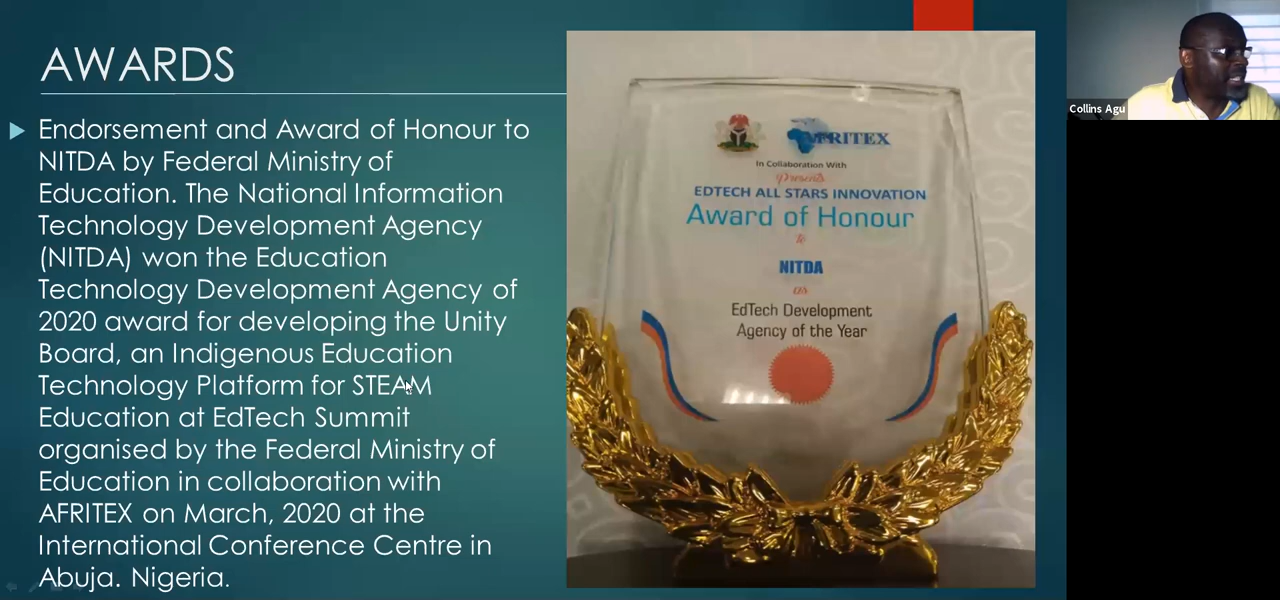 AWARDS
Endorsement and Award of Honour to
NITDA by Federal Ministry of
Education. The National Information
Technology Development Agency
(NITDA) won the Education
Technology Development Agency of
2020 award for developing the Unity
Board, an Indigenous Education
Technology Platform for STEAM
Education at EdTech Summit
organised by the Federal Ministry of
Education in collaboration with
AFRITEX on March, 2020 at the
International Conference Centre in
Abuja. Nigeria.
AFRITEX
In Collaboration With
Presents
EDTECH ALL STARS INNOVATION
Award of Honour
to
NITDA
as
EdTech Development
Agency of the Year
Collins Agu